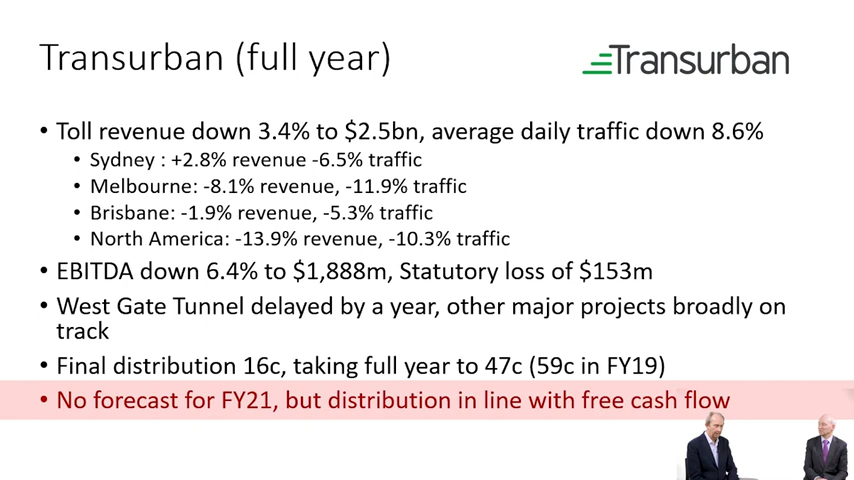 Transurban (full year)
Transurban
• Toll revenue down 3.4% to $2.5bn, average daily traffic down 8.6%
• Sydney : +2.8% revenue -6.5% traffic
• Melbourne: -8.1% revenue, -11.9% traffic
• Brisbane: -1.9% revenue, -5.3% traffic
• North America: -13.9% revenue, -10.3% traffic
• EBITDA down 6.4% to $1,888m, Statutory loss of $153m
• West Gate Tunnel delayed by a year, other major projects broadly on
track
• Final distribution 16c, taking full year to 47c (59c in FY19)
• No forecast for FY21, but distribution in line with free cash flow